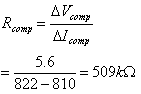 R_comp = ΔV_comp / ΔI_comp
= 5.6 / (822 − 810) = 509kΩ